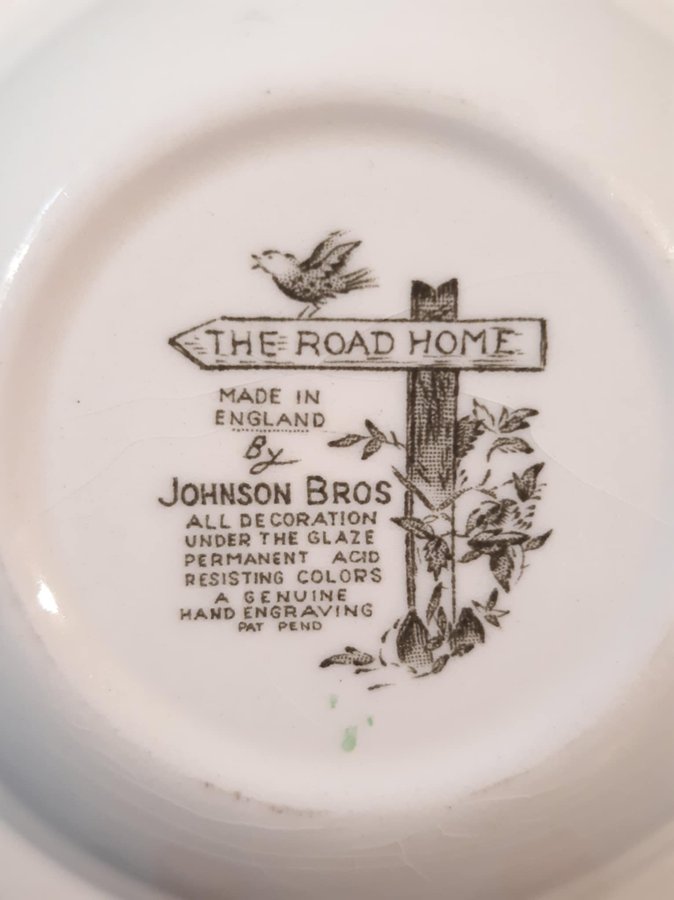 THE ROAD HOME
MADE IN
ENGLAND
By
JOHNSON BROS
ALL DECORATION
UNDER THE GLAZE
PERMANENT ACID
RESISTING COLORS
A GENUINE
HAND ENGRAVING
PAT PEND